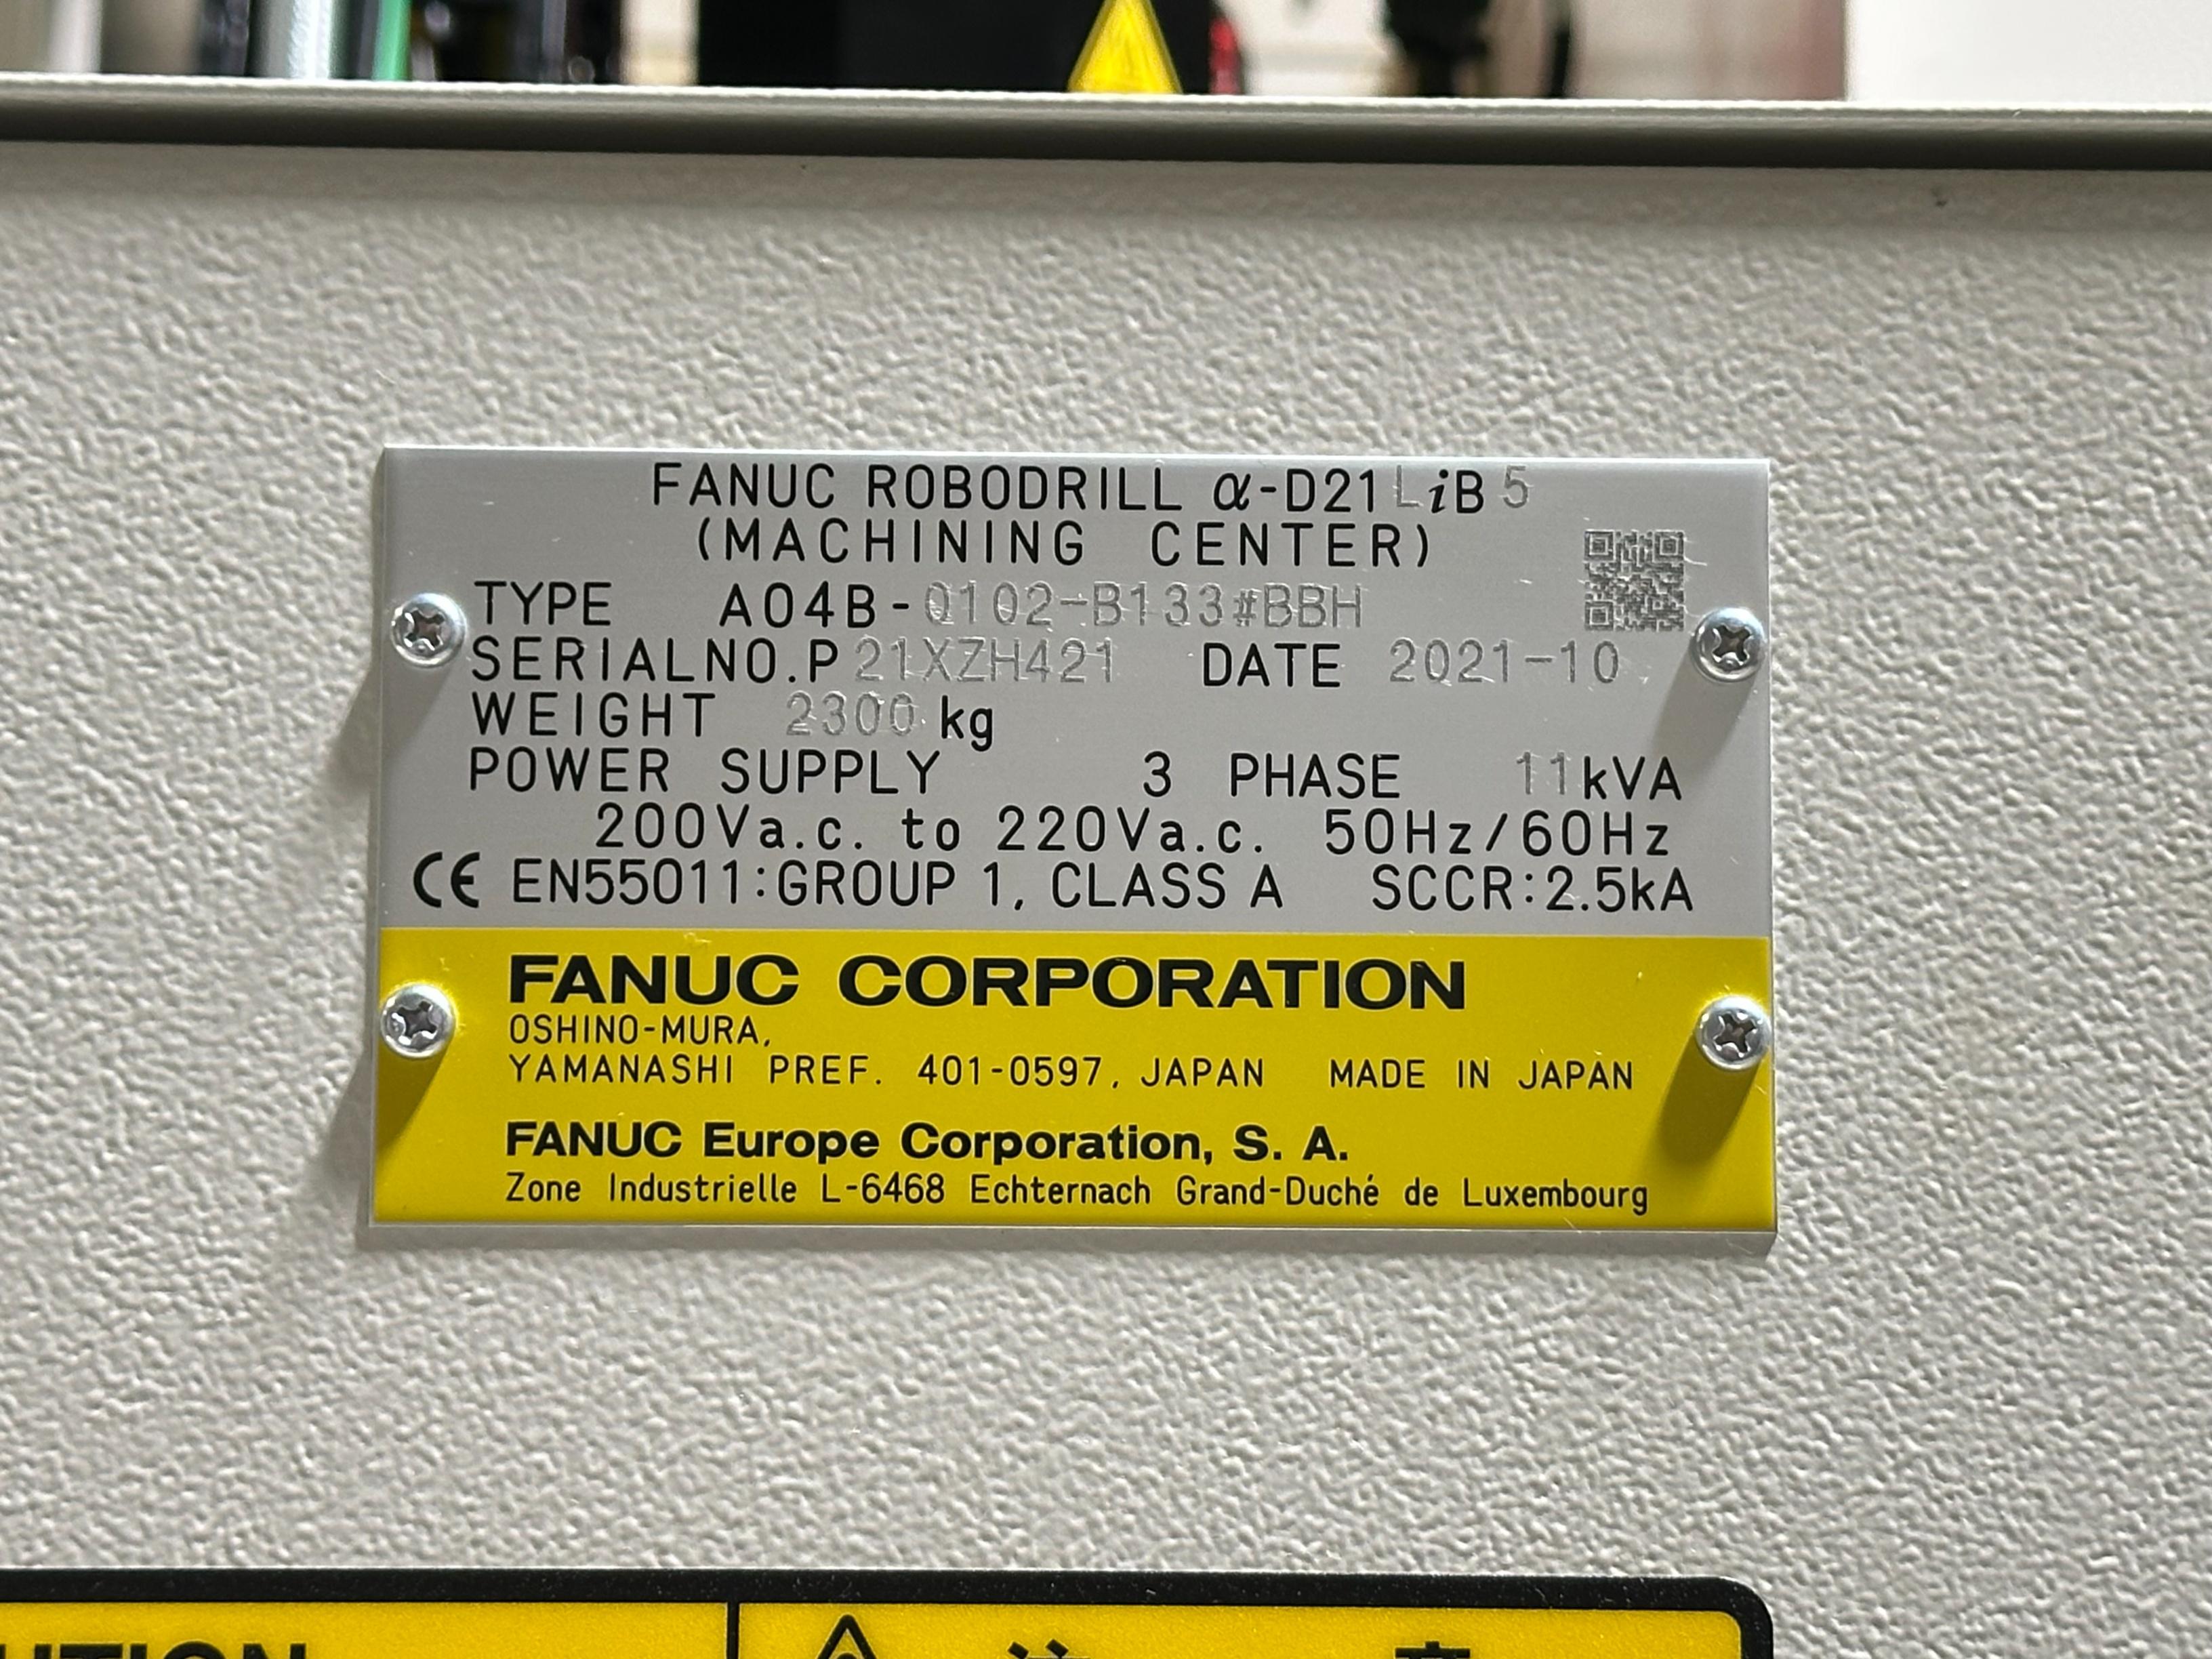 FANUC ROBODRILL α-D21LiB5
(MACHINING CENTER)
TYPE A04B-0102-B133#BBH
SERIALNO.P21XZH421 DATE 2021-10
WEIGHT 2300 kg
POWER SUPPLY 3 PHASE 11kVA
200Va.c. to 220Va.c. 50Hz/60Hz
CE EN55011:GROUP 1, CLASS A SCCR:2.5kA
FANUC CORPORATION
OSHINO-MURA,
YAMANASHI PREF. 401-0597, JAPAN MADE IN JAPAN
FANUC Europe Corporation, S. A.
Zone Industrielle L-6468 Echternach Grand-Duché de Luxembourg